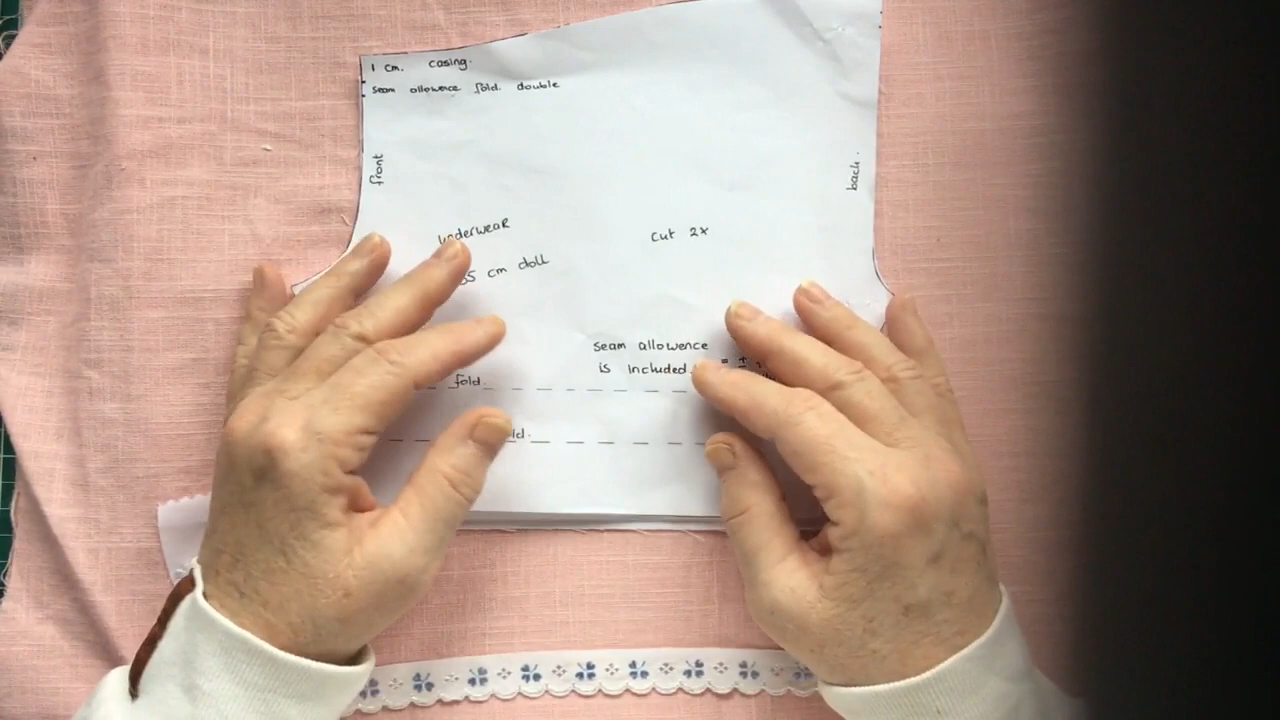 1 cm. casing.
seam allowence fold. double
front
back.
underwear
cut 2x
cm doll
seam allowence
is included.
fold.